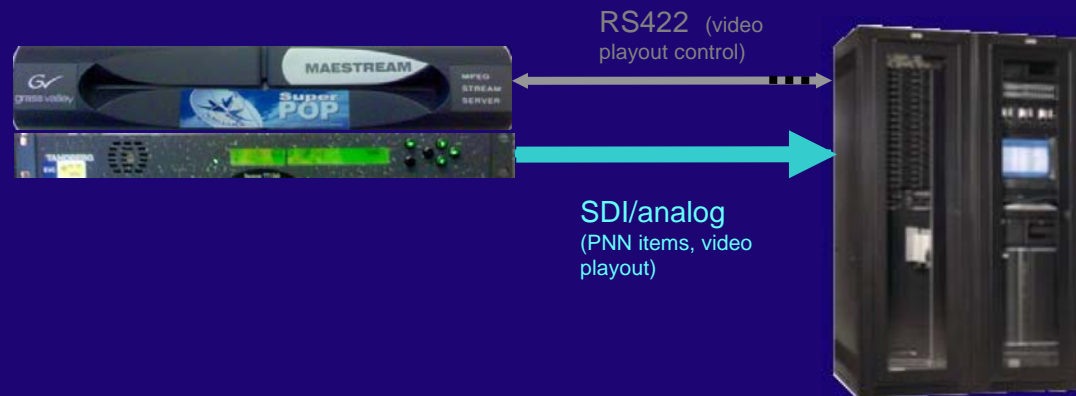 RS422 (video
playout control)
MAESTREAM
MPEG
STREAM
SERVER
GV
grass valley
Super
POP
TANDBERG
SDI/analog
(PNN items, video
playout)